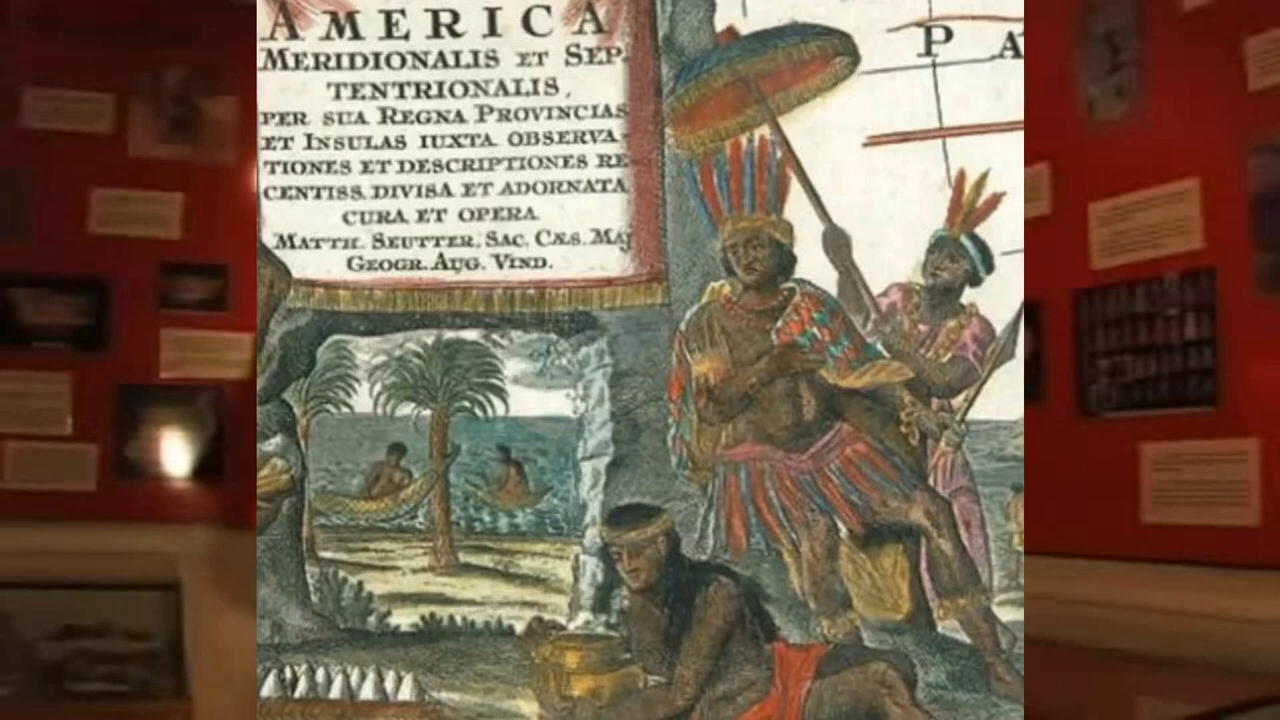 AMERICA
MERIDIONALIS ET SEP-
TENTRIONALIS,
PER SUA REGNA PROVINCIAS
ET INSULAS IUXTA OBSERVA-
TIONES ET DESCRIPTIONES RE-
CENTISS. DIVISA ET ADORNATA
CURA ET OPERA
MATTH. SEUTTER, SAC. CÆS. MAJ
GEOGR. AUG. VIND.
P A